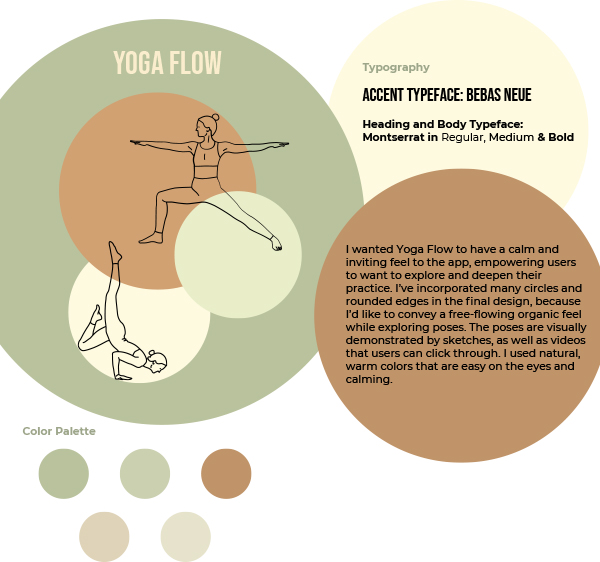 YOGA FLOW
Typography
ACCENT TYPEFACE: BEBAS NEUE
Heading and Body Typeface:
Montserrat in Regular, Medium & Bold
I wanted Yoga Flow to have a calm and
inviting feel to the app, empowering users
to want to explore and deepen their
practice. I’ve incorporated many circles and
rounded edges in the final design, because
I’d like to convey a free-flowing organic feel
while exploring poses. The poses are visually
demonstrated by sketches, as well as videos
that users can click through. I used natural,
warm colors that are easy on the eyes and
calming.
Color Palette